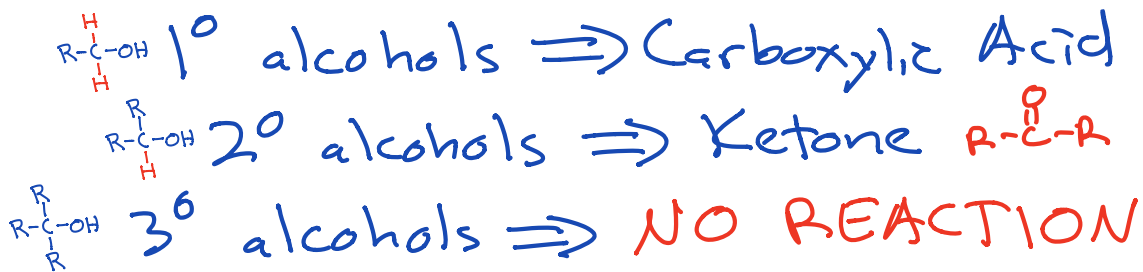 H
R-C-OH 1° alcohols ⇒ Carboxylic Acid
H
R O
R-C-OH 2° alcohols ⇒ Ketone R-C-R
H
R
R-C-OH 3° alcohols ⇒ NO REACTION
R